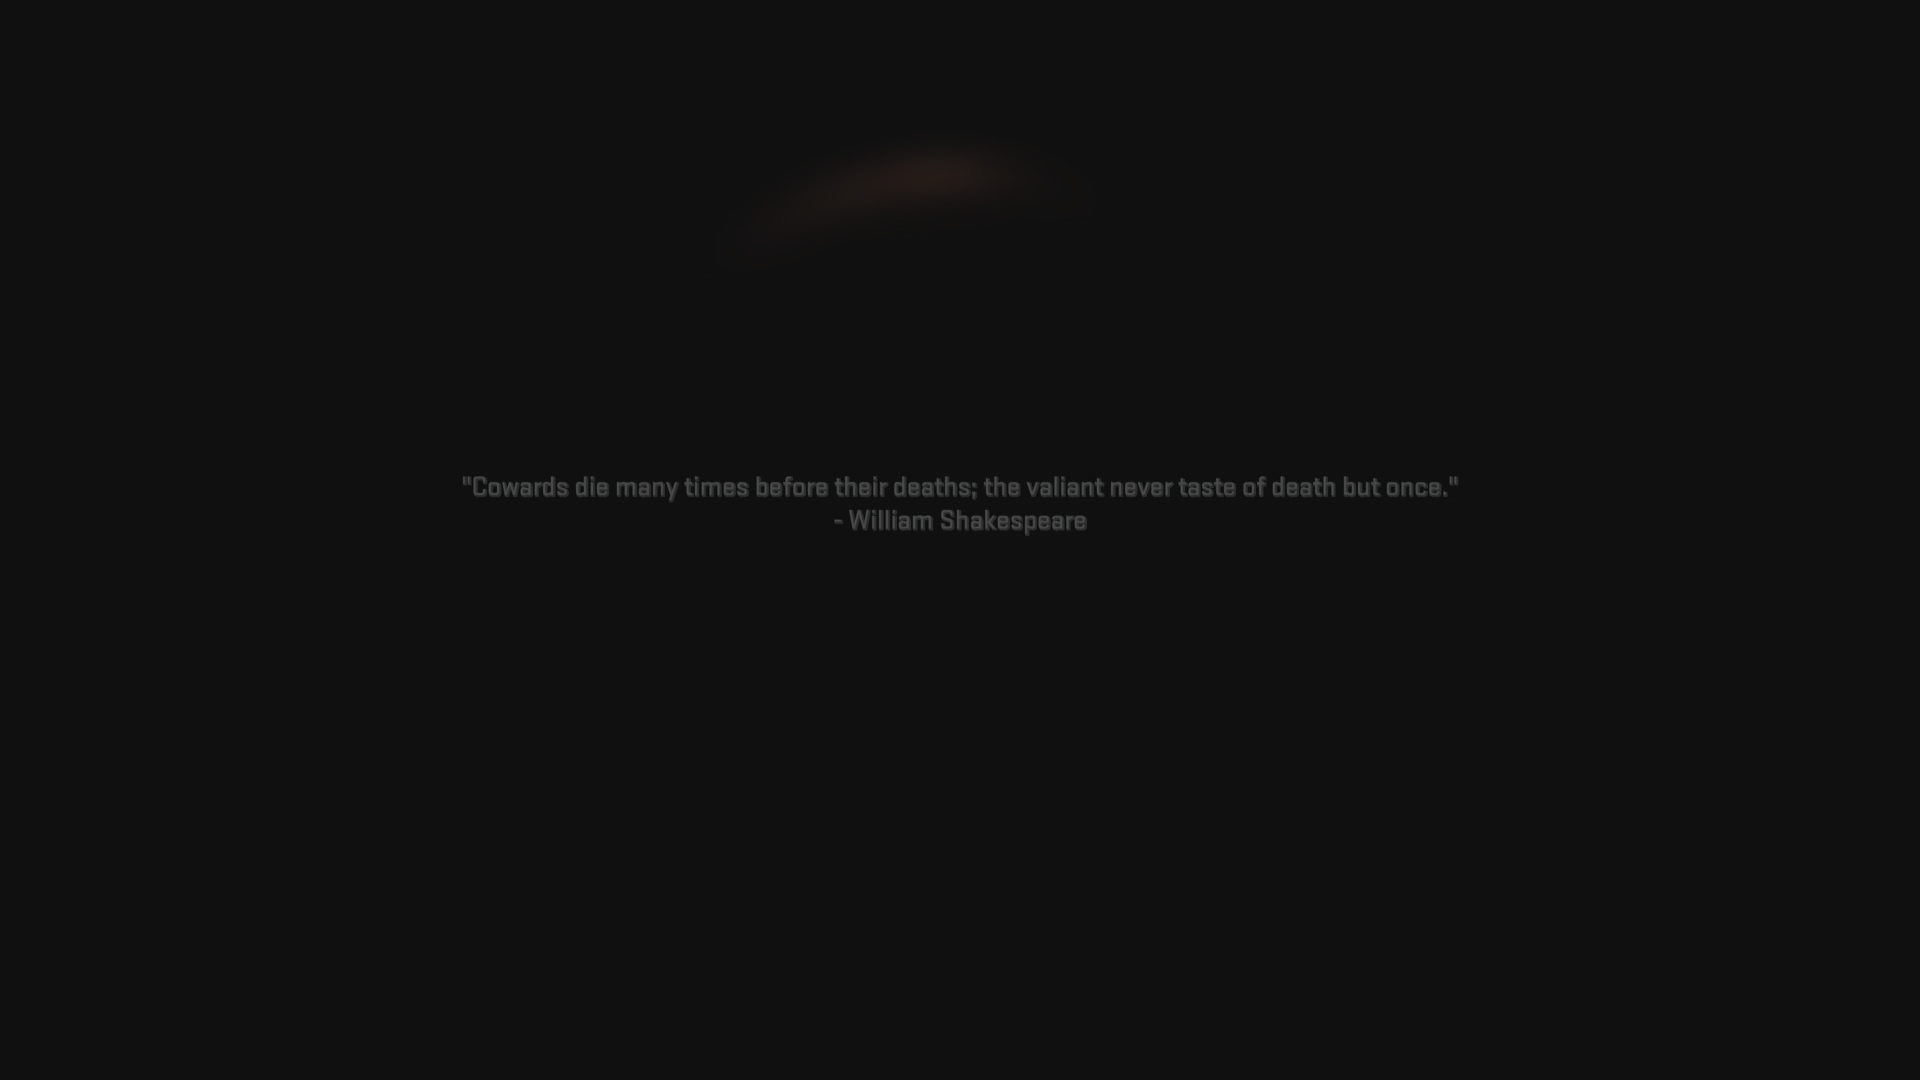 "Cowards die many times before their deaths; the valiant never taste of death but once."
- William Shakespeare